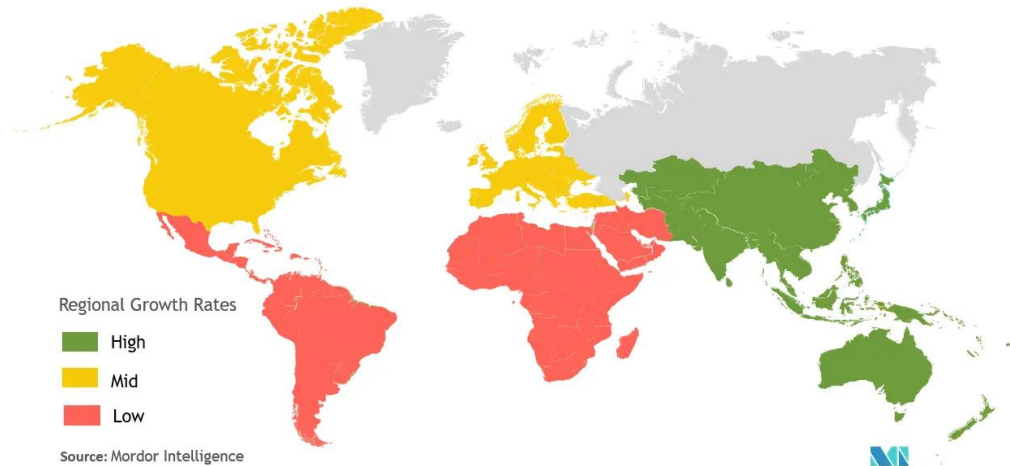 Regional Growth Rates
High
Mid
Low
Source: Mordor Intelligence